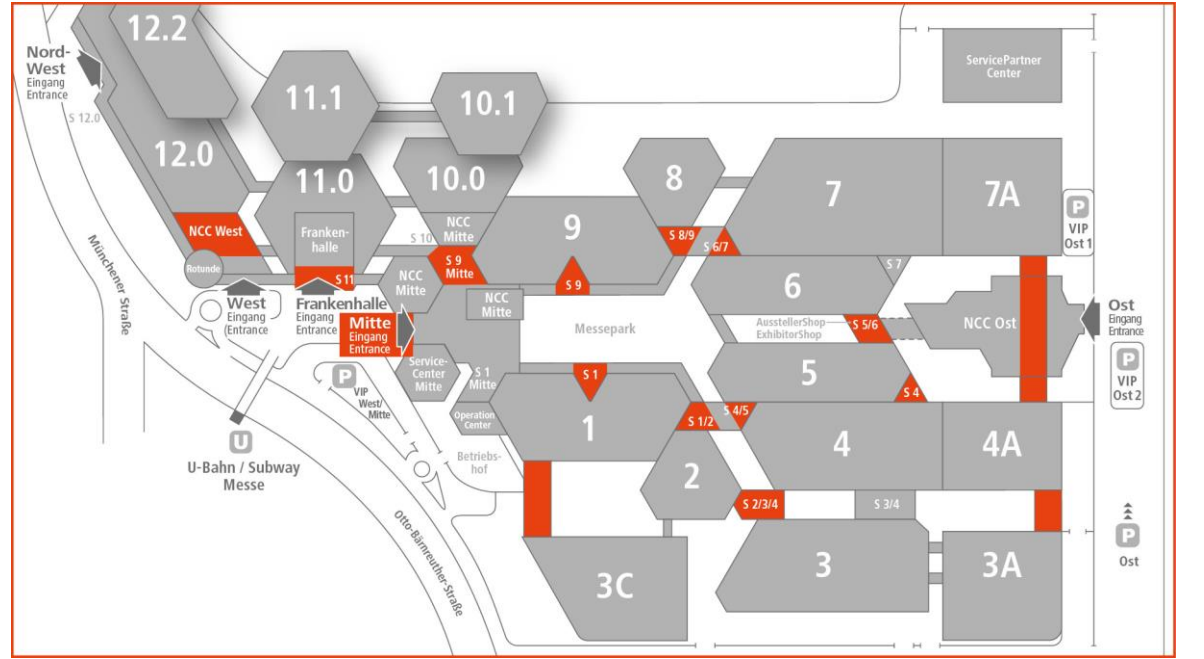 12.2
Nord-
West
Eingang
Entrance
S 12.0
12.0
11.1
10.1
11.0
10.0
NCC West
Rotunde
Franken-
halle
S 11
NCC
Mitte
S 10
S 9
Mitte
NCC
Mitte
NCC
Mitte
9
S 9
8
S 8/9
S 6/7
7
7A
ServicePartner
Center
P
VIP
Ost 1
6
S 7
AusstellerShop
ExhibitorShop
S 5/6
NCC Ost
Ost
Eingang
Entrance
P
VIP
Ost 2
5
S 4
Messepark
West
Eingang
(Entrance
Frankenhalle
Eingang
Entrance
Mitte
Eingang
Entrance
Service-
Center
Mitte
S 1
Mitte
Operation
Center
Betriebs-
hof
P
VIP
West/
Mitte
Münchener Straße
U
U-Bahn / Subway
Messe
Otto-Bärnreuther-Straße
S 1
1
S 1/2
S 4/5
2
4
4A
S 2/3/4
S 3/4
3C
3
3A
P
Ost